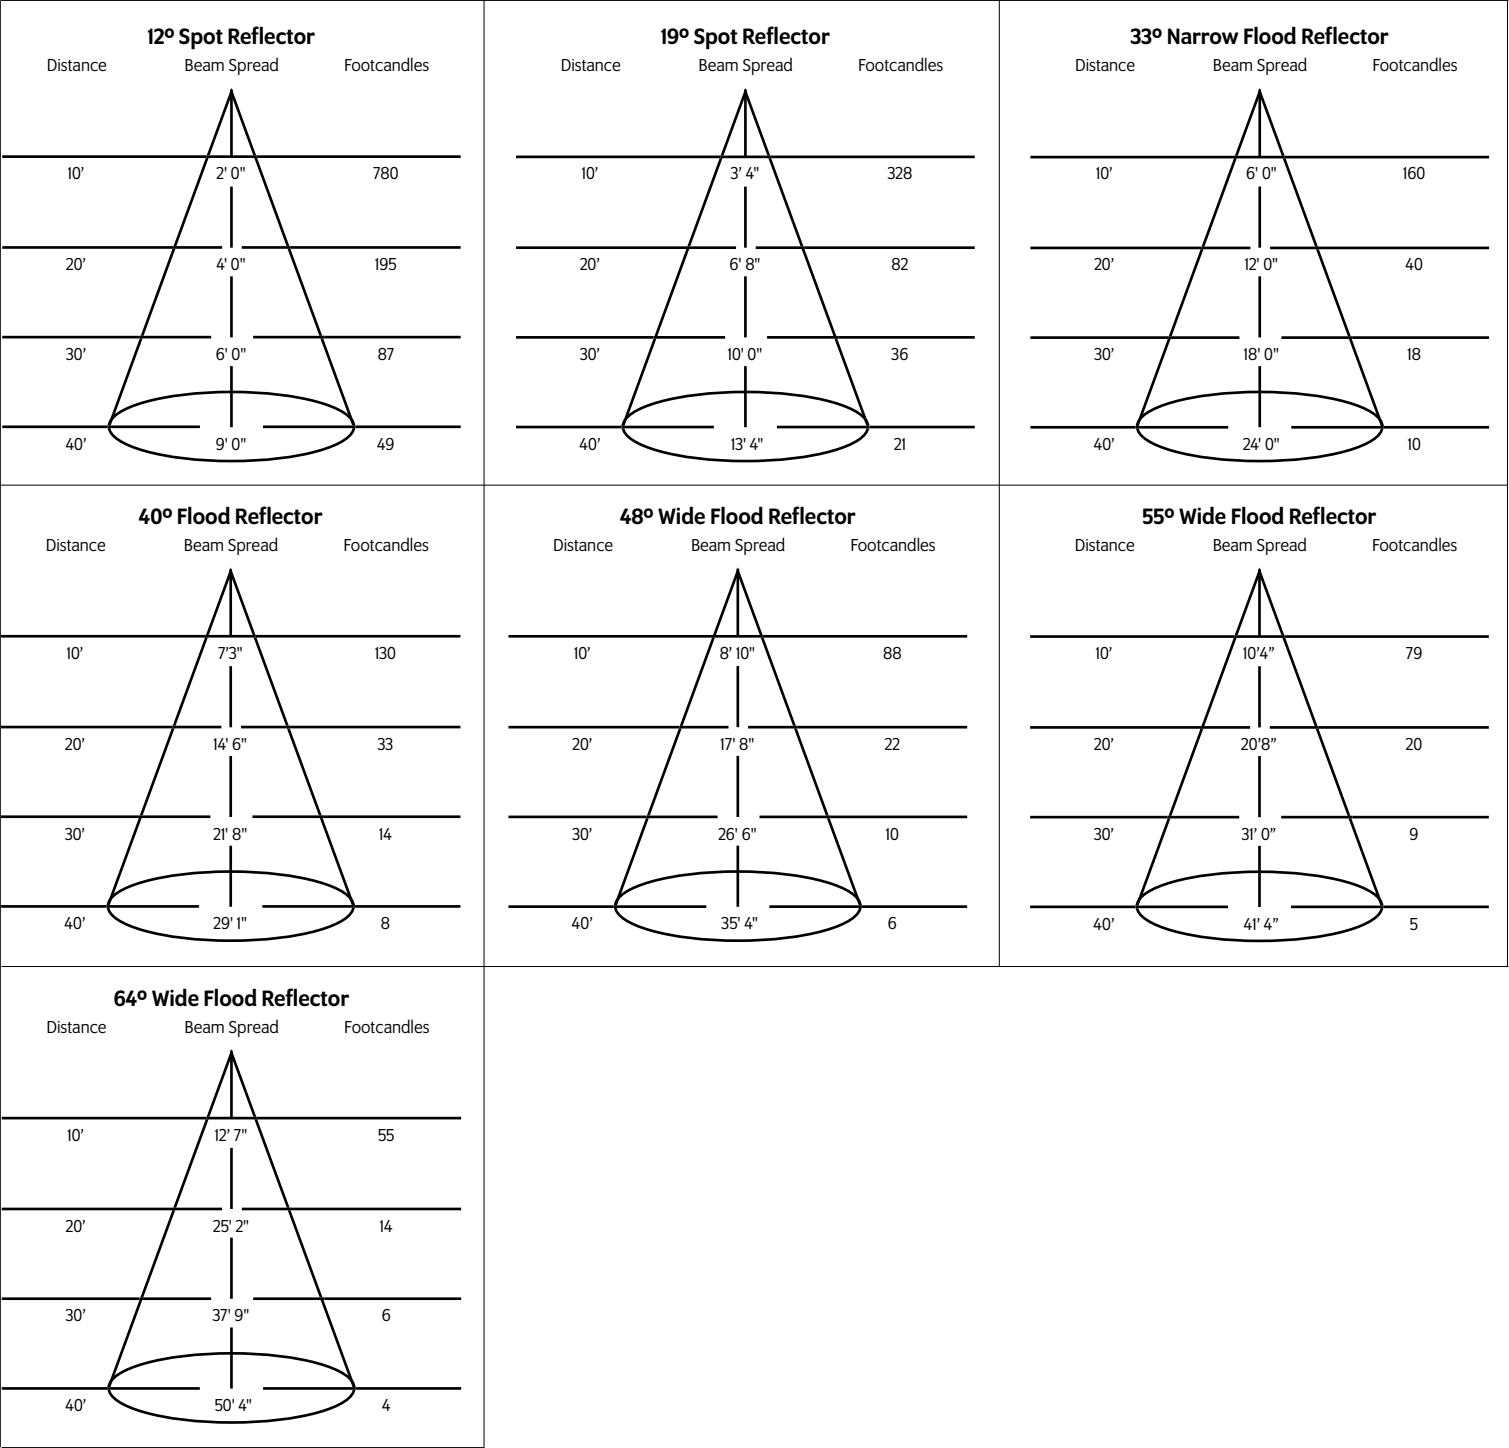 12º Spot Reflector
Distance Beam Spread Footcandles
10’ 2' 0" 780
20’ 4' 0" 195
30’ 6' 0" 87
40’ 9' 0" 49
19º Spot Reflector
Distance Beam Spread Footcandles
10’ 3’ 4" 328
20’ 6’ 8" 82
30’ 10' 0" 36
40’ 13' 4" 21
33º Narrow Flood Reflector
Distance Beam Spread Footcandles
10’ 6’ 0" 160
20’ 12’ 0" 40
30’ 18' 0" 18
40’ 24' 0" 10
40º Flood Reflector
Distance Beam Spread Footcandles
10’ 7’3" 130
20’ 14’ 6" 33
30’ 21' 8" 14
40’ 29' 1" 8
48º Wide Flood Reflector
Distance Beam Spread Footcandles
10’ 8’ 10" 88
20’ 17’ 8" 22
30’ 26' 6" 10
40’ 35' 4" 6
55º Wide Flood Reflector
Distance Beam Spread Footcandles
10’ 10’4” 79
20’ 20’8” 20
30’ 31’ 0” 9
40’ 41’ 4” 5
64º Wide Flood Reflector
Distance Beam Spread Footcandles
10’ 12’ 7" 55
20’ 25' 2" 14
30’ 37' 9" 6
40’ 50' 4" 4